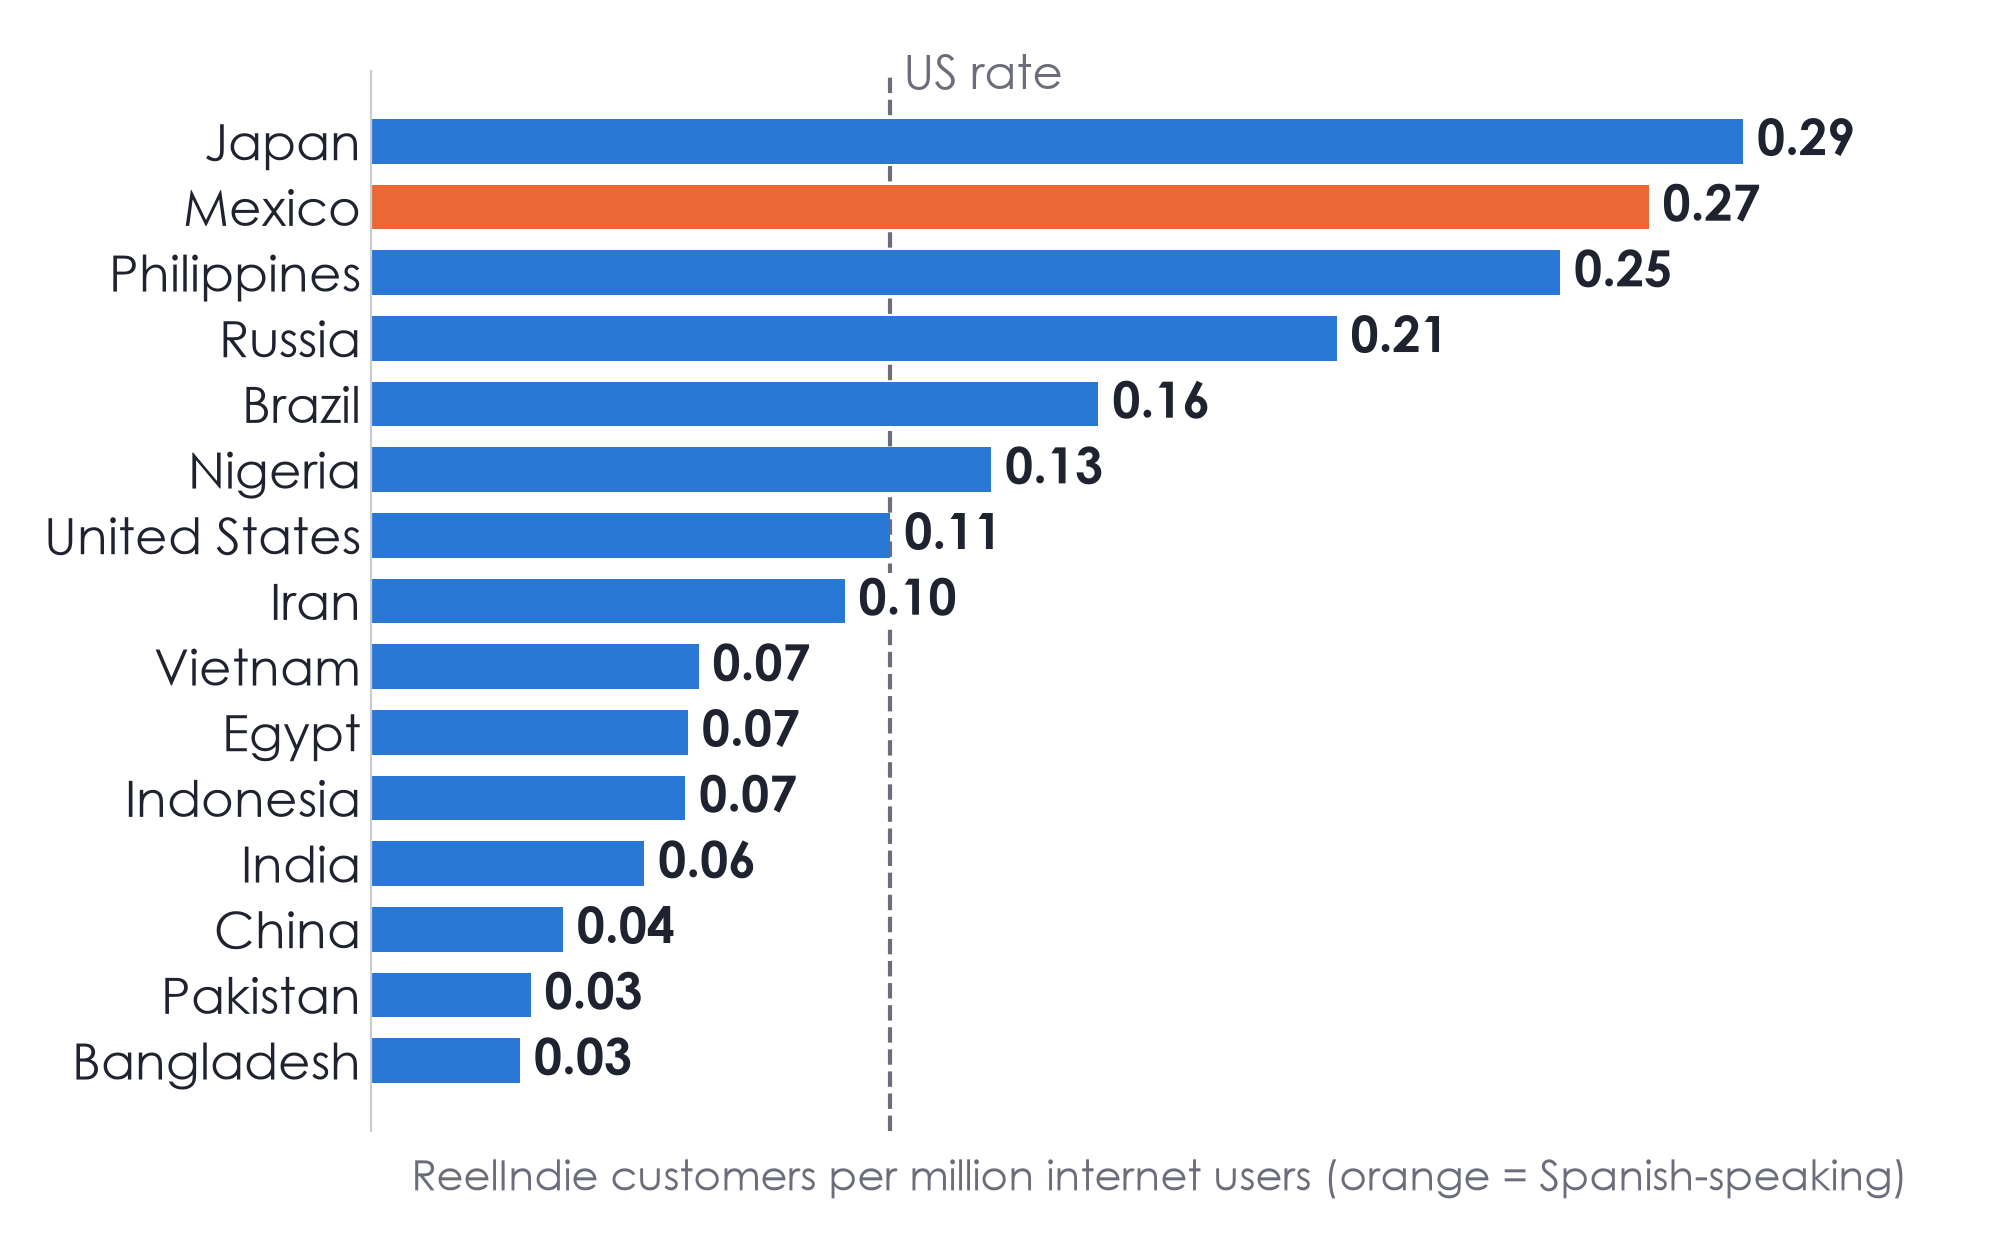 US rate
Japan 0.29
Mexico 0.27
Philippines 0.25
Russia 0.21
Brazil 0.16
Nigeria 0.13
United States 0.11
Iran 0.10
Vietnam 0.07
Egypt 0.07
Indonesia 0.07
India 0.06
China 0.04
Pakistan 0.03
Bangladesh 0.03
ReelIndie customers per million internet users (orange = Spanish-speaking)